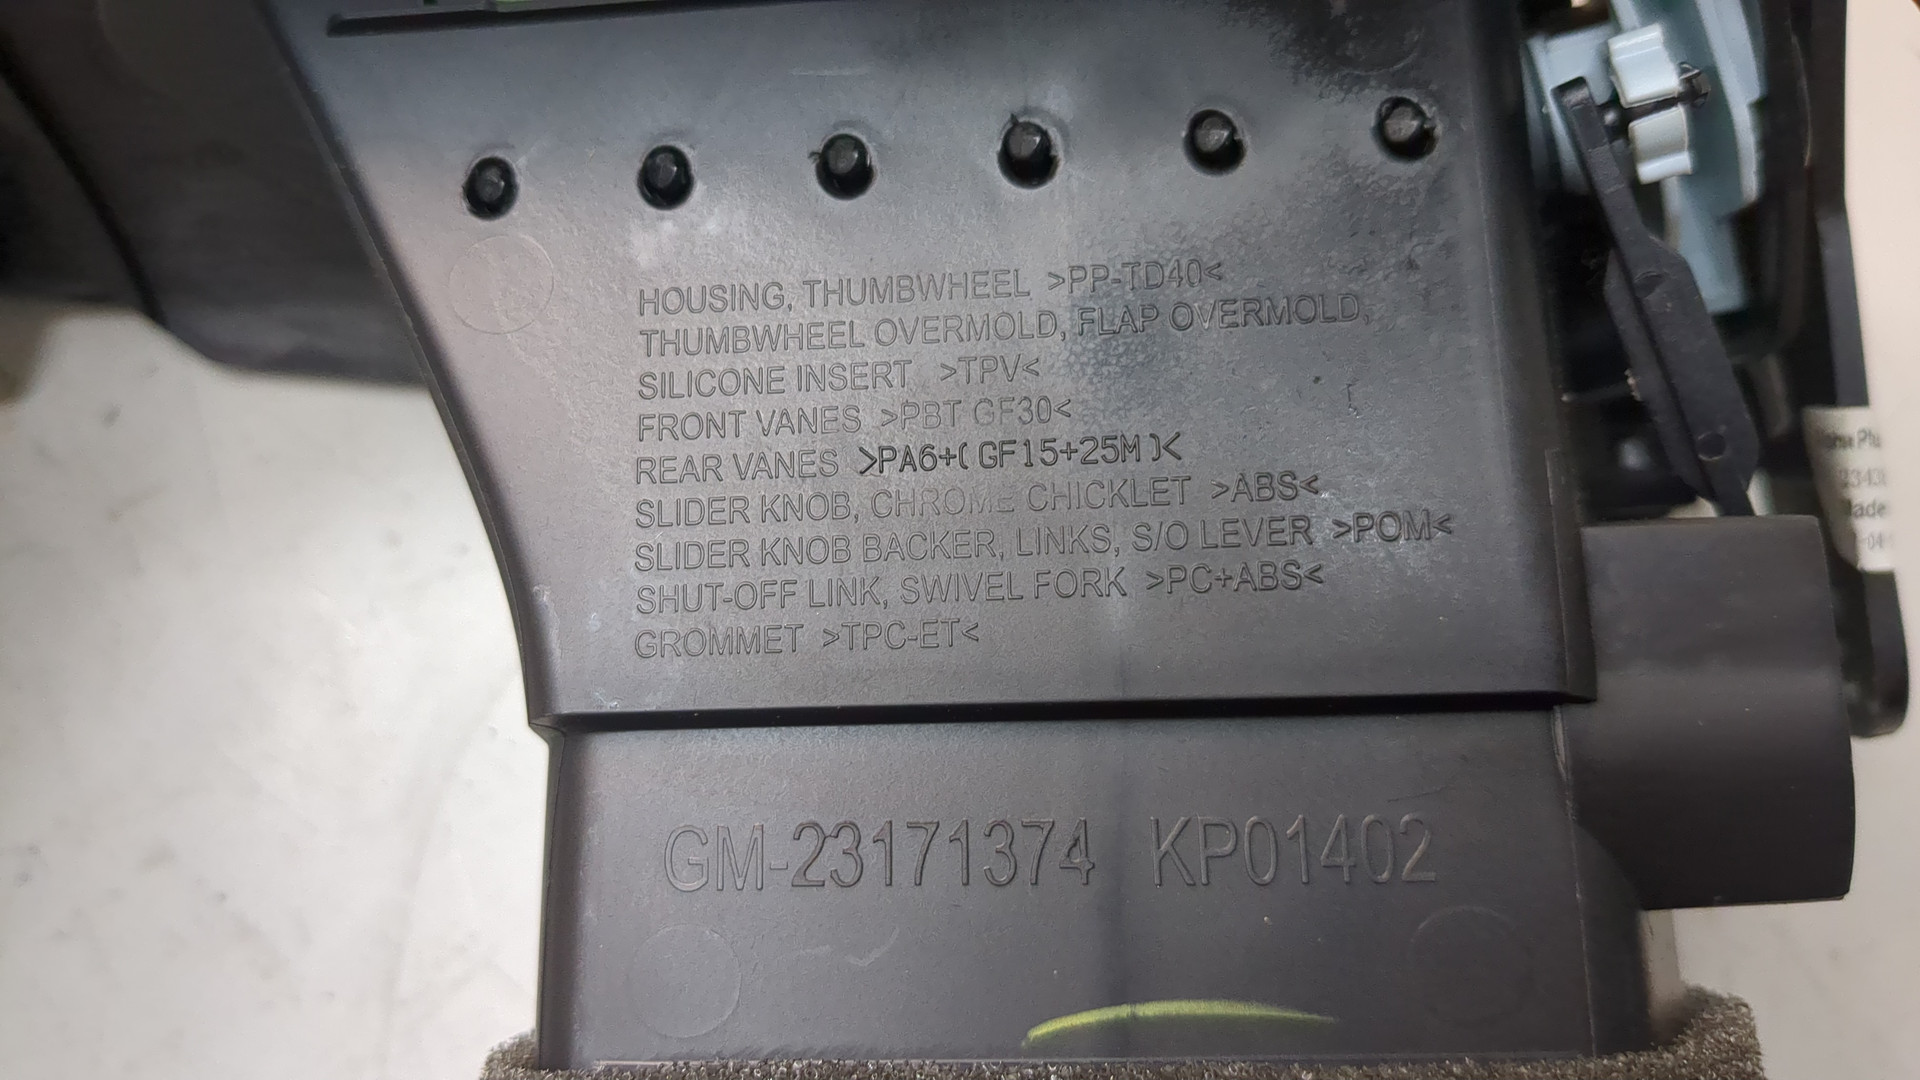 HOUSING, THUMBWHEEL >PP-TD40<
THUMBWHEEL OVERMOLD, FLAP OVERMOLD,
SILICONE INSERT >TPV<
FRONT VANES >PBT GF30<
REAR VANES >PA6+(GF15+25M)<
SLIDER KNOB, CHROME CHICKLET >ABS<
SLIDER KNOB BACKER, LINKS, S/O LEVER >POM<
SHUT-OFF LINK, SWIVEL FORK >PC+ABS<
GROMMET >TPC-ET<
GM-23171374 KP01402